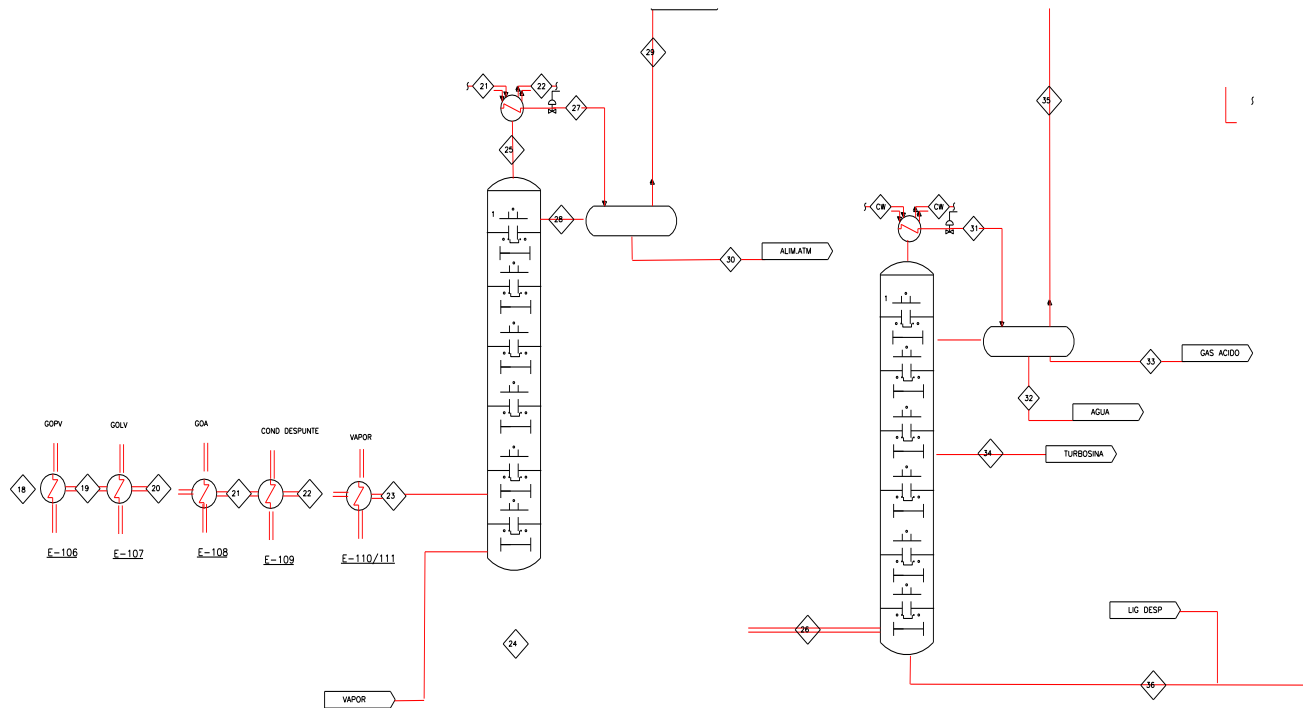 29
21
22
27
35
25
CW
CW
1
28
31
ALIM.ATM
30
1
GAS ACIDO
33
32
AGUA
GOPV
GOLV
GOA
COND DESPUNTE
VAPOR
34
TURBOSINA
18
19
20
21
22
23
E-106
E-107
E-108
E-109
E-110/111
LIG DESP
26
24
36
VAPOR